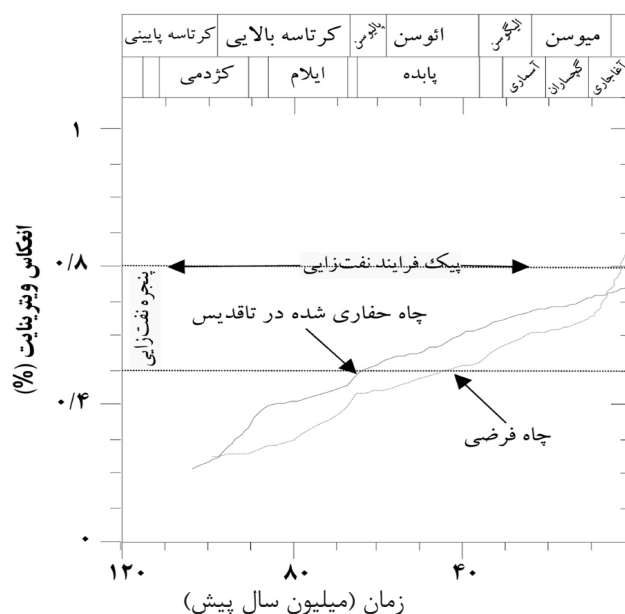 کرتاسه پایینی کرتاسه بالایی پالیوسن ائوسن الیگوسن میوسن
کژدمی ایلام پابده آسماری گچساران آغاجاری
۱
انعکاس ویترینایت (%)
۰/۸
پیک فرایند نفت‌زایی
پنجره نفت‌زایی
چاه حفاری شده در تاقدیس
۰/۴
چاه فرضی
۰
۱۲۰ ۸۰ ۴۰
زمان (میلیون سال پیش)